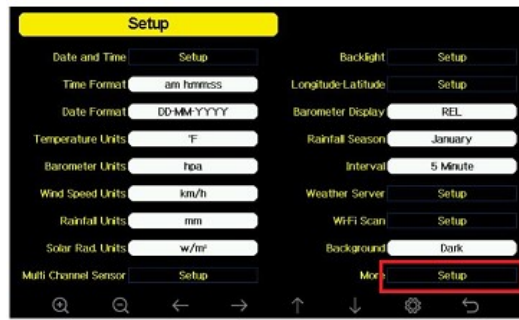 Setup
Date and Time Setup
Time Format am h:mm:ss
Date Format DD-MM-YYYY
Temperature Units °F
Barometer Units hpa
Wind Speed Units km/h
Rainfall Units mm
Solar Rad. Units w/m²
Multi Channel Sensor Setup
Backlight Setup
Longitude-Latitude Setup
Barometer Display REL
Rainfall Season January
Interval 5 Minute
Weather Server Setup
Wi-Fi Scan Setup
Background Dark
More Setup